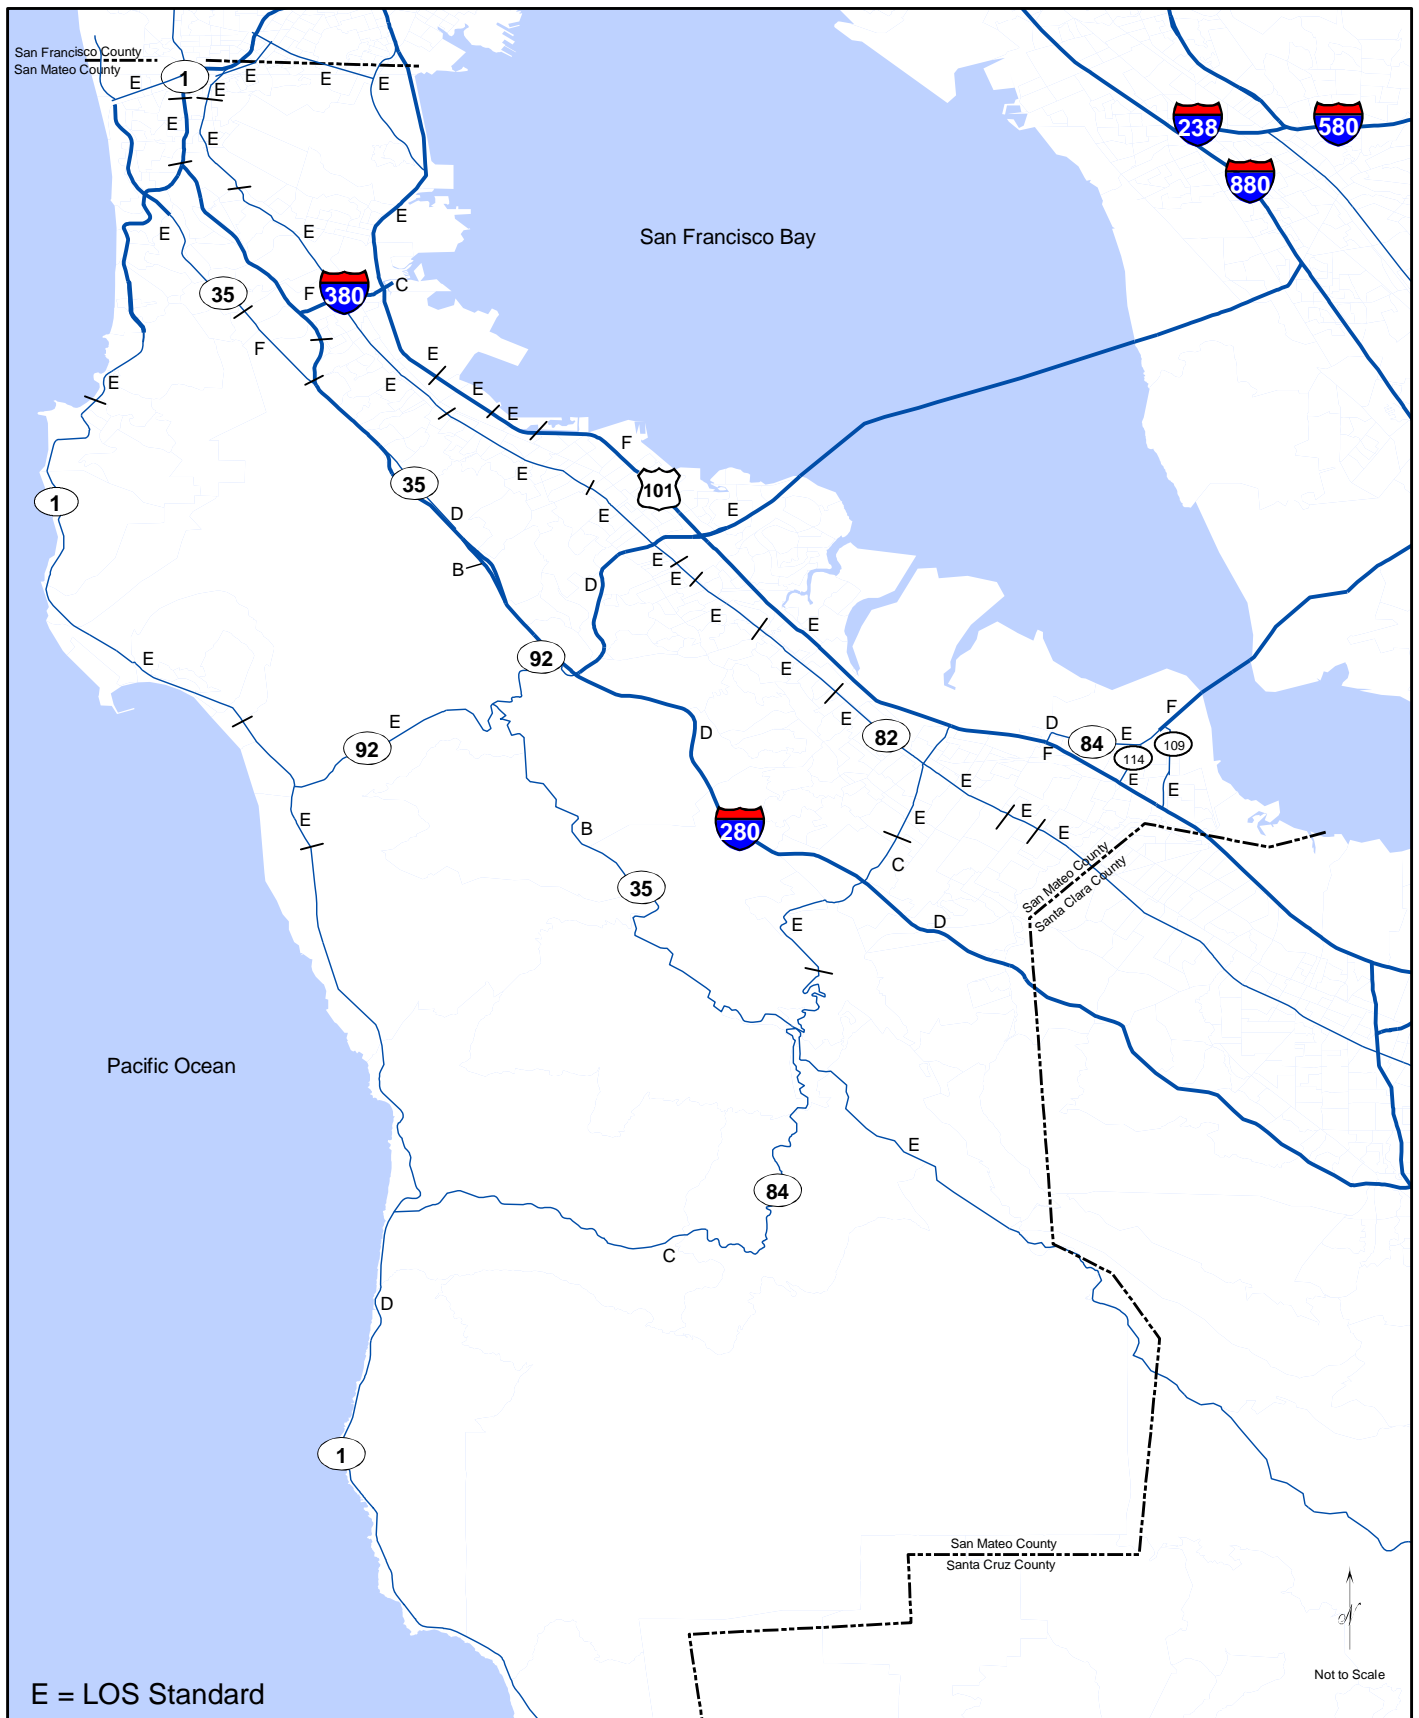 San Francisco County
San Mateo County
E
1
E
E
E
E
E
E
238
580
880
E
E
E
San Francisco Bay
35
F
380
C
F
E
E
E
E
E
1
35
E
F
101
D
E
E
B
E
E
D
E
E
E
92
E
E
92
E
D
E
82
D
84
E
F
109
F
114
E
E
E
E
280
B
E
E
E
E
C
35
San Mateo County
Santa Clara County
E
D
Pacific Ocean
E
84
C
D
1
San Mateo County
Santa Cruz County
N
Not to Scale
E = LOS Standard